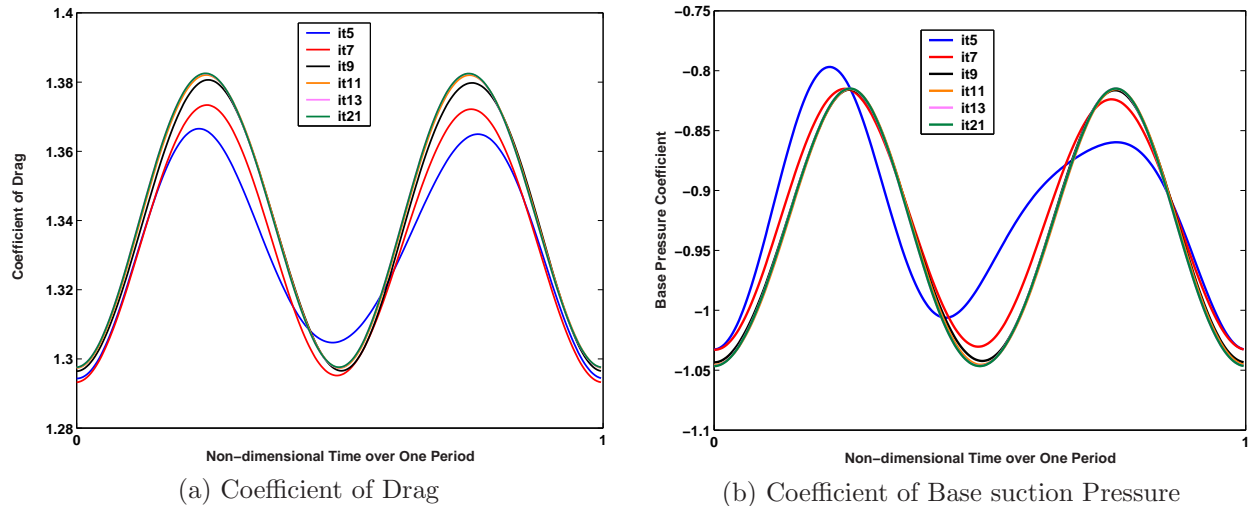 1.4
1.38
1.36
1.34
1.32
1.3
1.28
Coefficient of Drag
it5
it7
it9
it11
it13
it21
0
1
Non−dimensional Time over One Period
(a) Coefficient of Drag
−0.75
−0.8
−0.85
−0.9
−0.95
−1
−1.05
−1.1
Base Pressure Coefficient
it5
it7
it9
it11
it13
it21
0
1
Non−dimensional Time over One Period
(b) Coefficient of Base suction Pressure